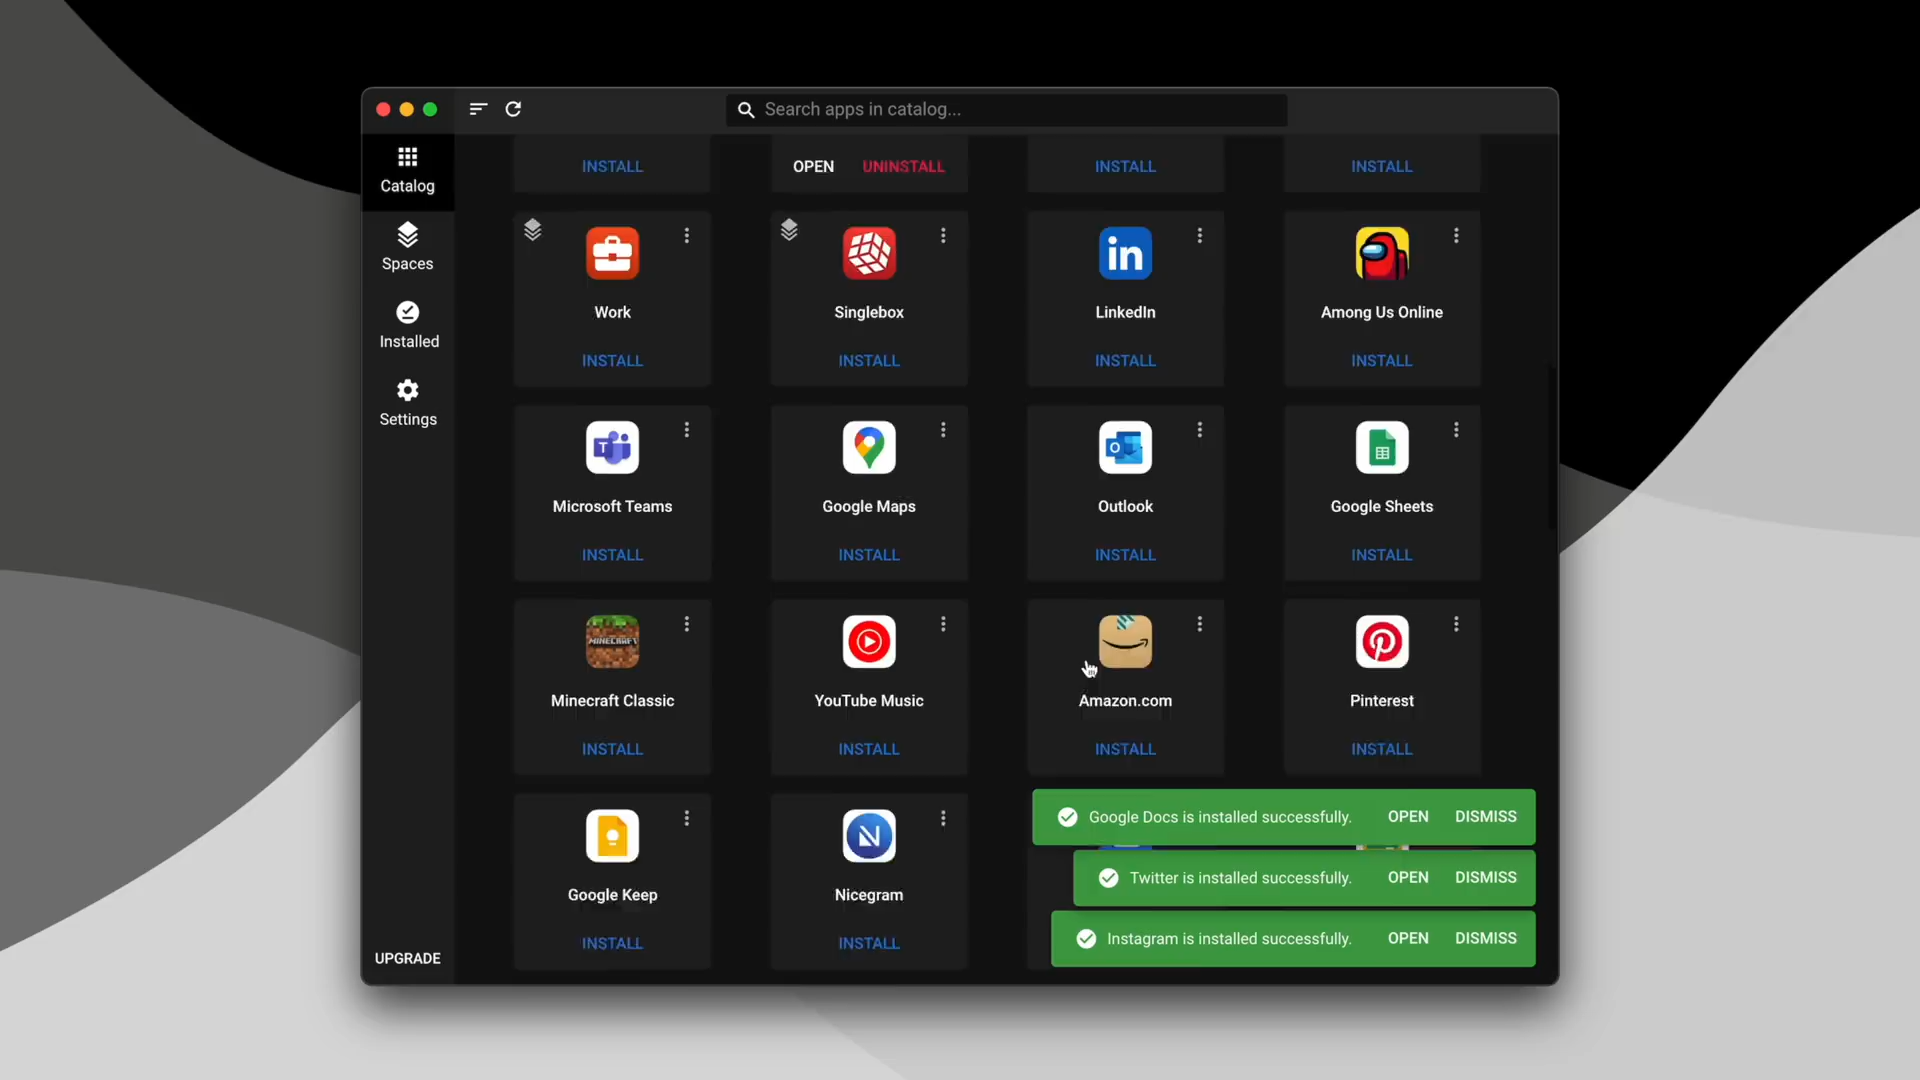 Search apps in catalog...
Catalog
Spaces
Installed
Settings
UPGRADE
INSTALL
OPEN UNINSTALL
INSTALL
INSTALL
Work
INSTALL
Singlebox
INSTALL
in
LinkedIn
INSTALL
Among Us Online
INSTALL
T
Microsoft Teams
INSTALL
Google Maps
INSTALL
O
Outlook
INSTALL
Google Sheets
INSTALL
MINECRAFT
Minecraft Classic
INSTALL
YouTube Music
INSTALL
Amazon.com
INSTALL
Pinterest
INSTALL
Google Keep
INSTALL
N
Nicegram
INSTALL
Google Docs is installed successfully. OPEN DISMISS
Twitter is installed successfully. OPEN DISMISS
Instagram is installed successfully. OPEN DISMISS